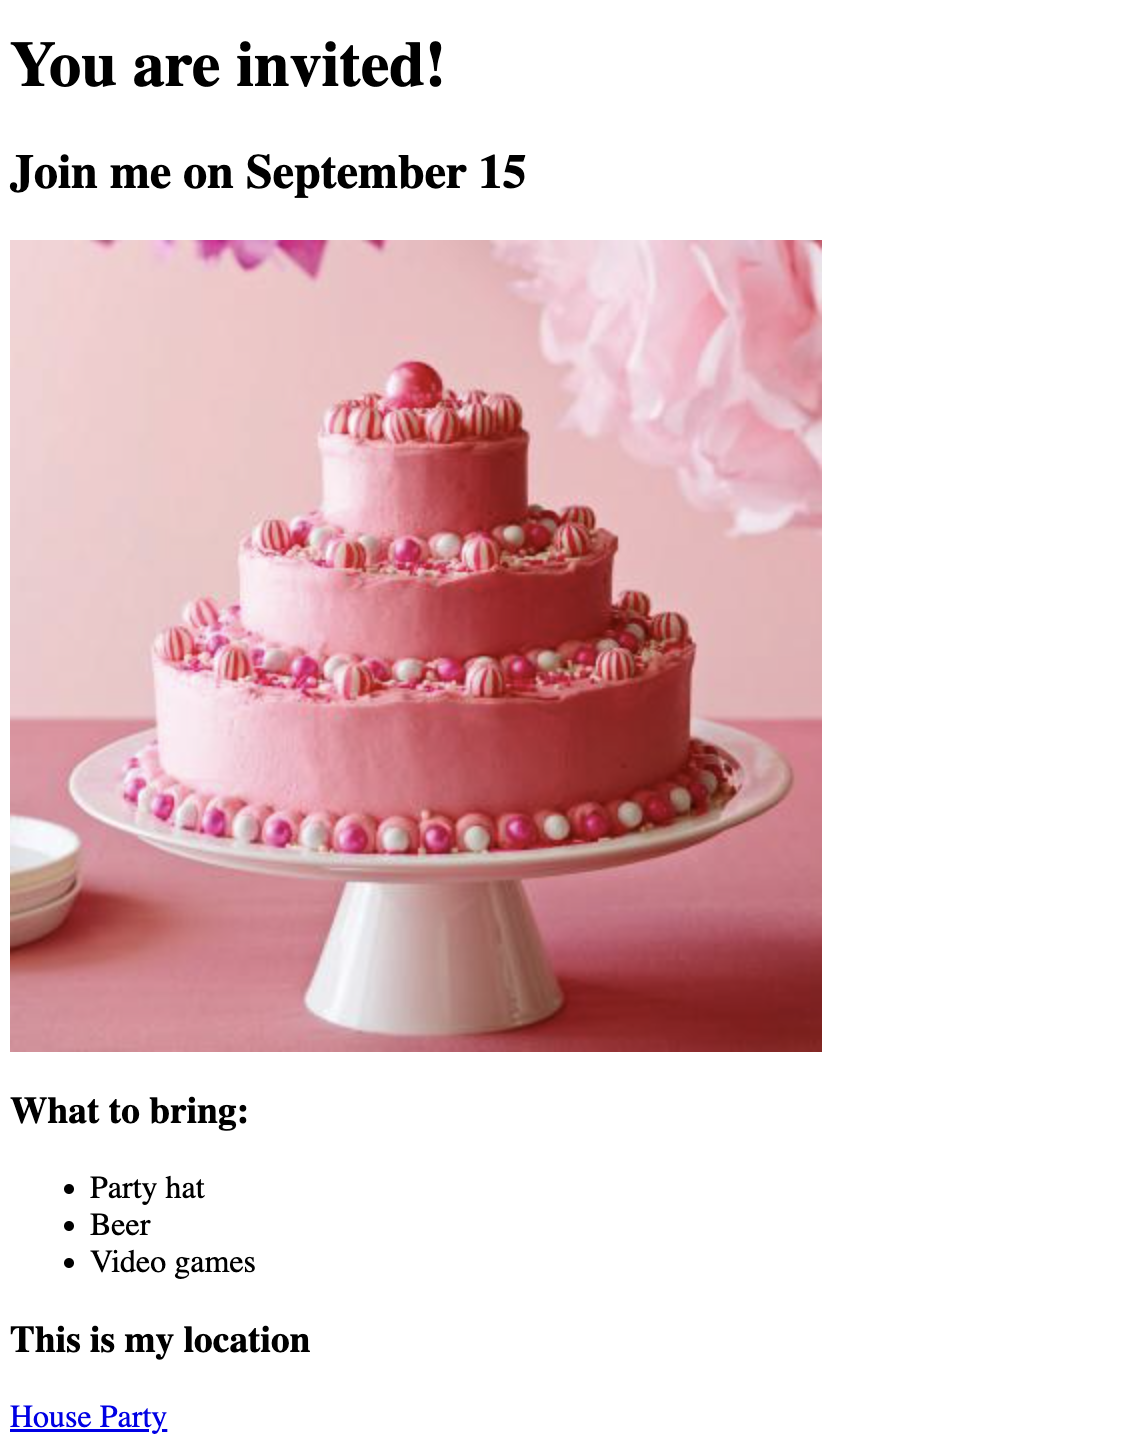 You are invited!
Join me on September 15
What to bring:
Party hat
Beer
Video games
This is my location
House Party